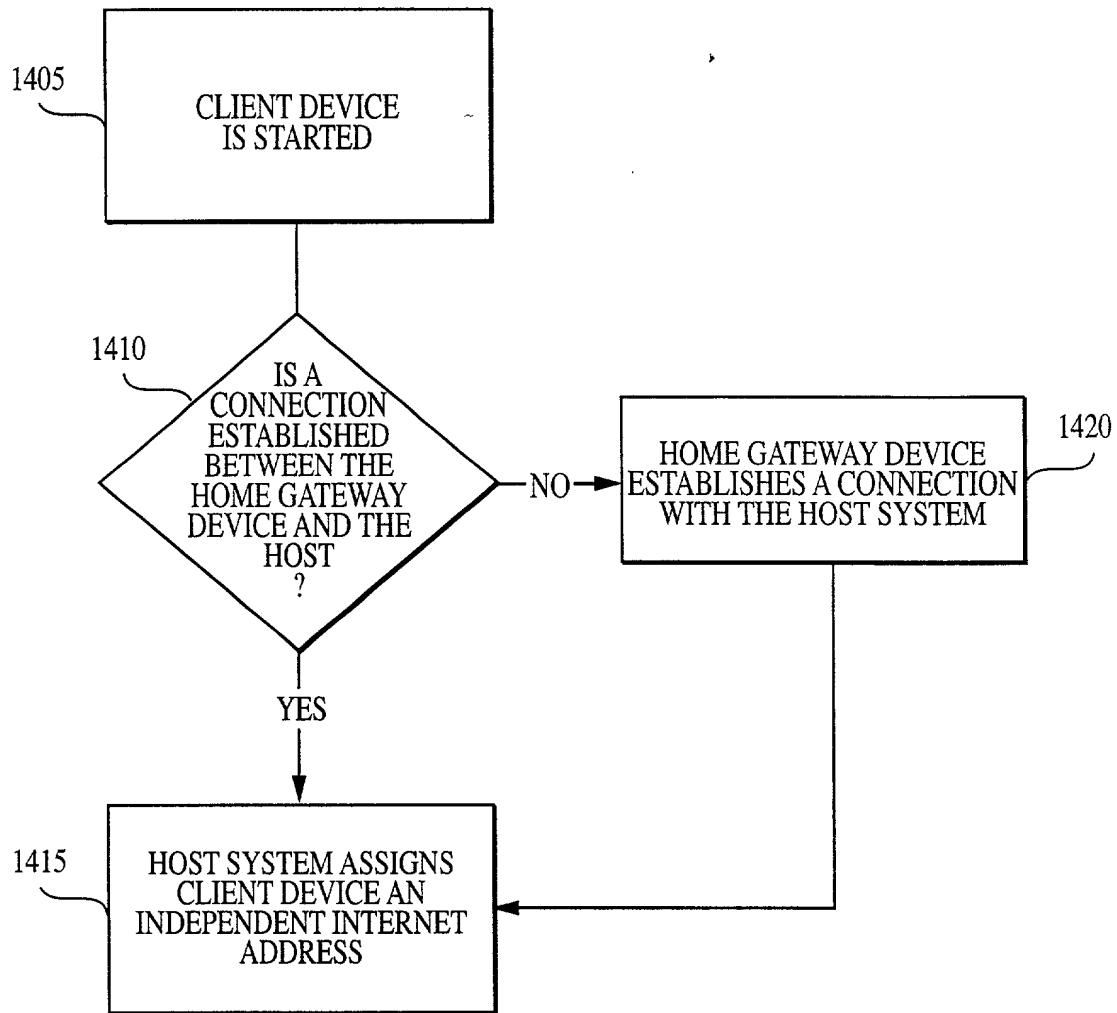 1405
CLIENT DEVICE
IS STARTED
1410
IS A
CONNECTION
ESTABLISHED
BETWEEN THE
HOME GATEWAY
DEVICE AND THE
HOST
?
NO
HOME GATEWAY DEVICE
ESTABLISHES A CONNECTION
WITH THE HOST SYSTEM
1420
YES
1415
HOST SYSTEM ASSIGNS
CLIENT DEVICE AN
INDEPENDENT INTERNET
ADDRESS